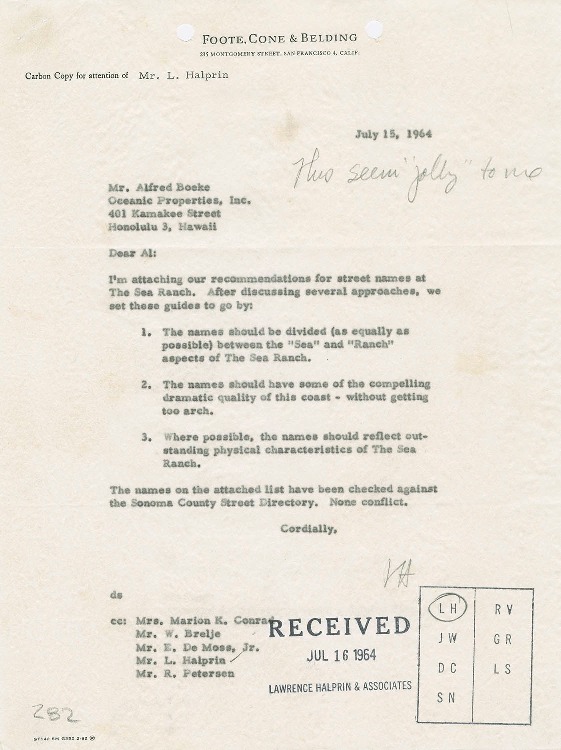 FOOTE, CONE & BELDING
235 MONTGOMERY STREET, SAN FRANCISCO 4, CALIF.
Carbon Copy for attention of Mr. L. Halprin
July 15, 1964
This seem "jolly" to me
Mr. Alfred Boeke
Oceanic Properties, Inc.
401 Kamakee Street
Honolulu 3, Hawaii
Dear Al:
I'm attaching our recommendations for street names at
The Sea Ranch. After discussing several approaches, we
set these guides to go by:
1. The names should be divided (as equally as
possible) between the "Sea" and "Ranch"
aspects of The Sea Ranch.
2. The names should have some of the compelling
dramatic quality of this coast - without getting
too arch.
3. Where possible, the names should reflect out-
standing physical characteristics of The Sea
Ranch.
The names on the attached list have been checked against
the Sonoma County Street Directory. None conflict.
Cordially,
ds
cc: Mrs. Marion K. Conrad
Mr. W. Brelje
Mr. E. De Moss, Jr.
Mr. L. Halprin
Mr. R. Petersen
RECEIVED
JUL 16 1964
LAWRENCE HALPRIN & ASSOCIATES
LH RV
JW GR
DC LS
SN
282